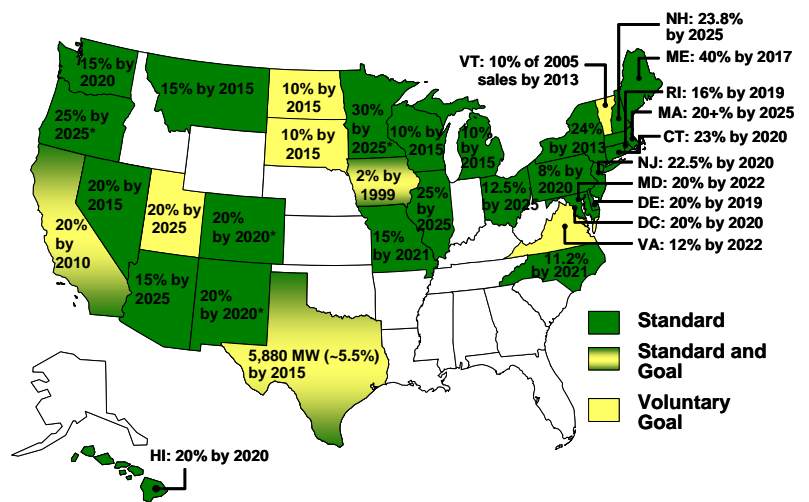 NH: 23.8%
by 2025
VT: 10% of 2005
sales by 2013
ME: 40% by 2017
RI: 16% by 2019
MA: 20+% by 2025
CT: 23% by 2020
NJ: 22.5% by 2020
MD: 20% by 2022
DE: 20% by 2019
DC: 20% by 2020
VA: 12% by 2022
15% by
2020
15% by 2015
10% by
2015
30%
by
2025*
25% by
2025*
10% by
2015
10% by
2015
10%
by
2015
24%
by 2013
2% by
1999
8% by
2020
12.5%
by 2025
20%
by
2010
20%
by
2015
20%
by
2025
20%
by 2020*
25%
by
2025
15%
by 2021
15%
by
2025
20%
by 2020*
11.2%
by 2021
5,880 MW (~5.5%)
by 2015
HI: 20% by 2020
Standard
Standard and
Goal
Voluntary
Goal